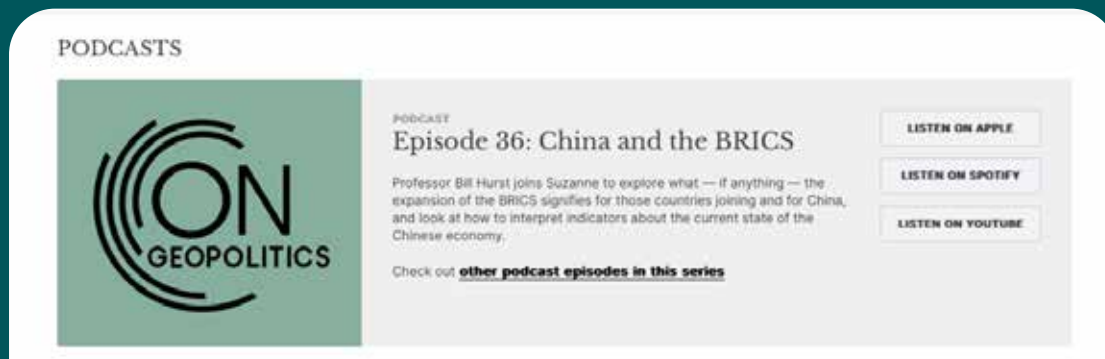 PODCASTS
ON
GEOPOLITICS
PODCAST
Episode 36: China and the BRICS
Professor Bill Hurst joins Suzanne to explore what — if anything — the
expansion of the BRICS signifies for those countries joining and for China,
and look at how to interpret indicators about the current state of the
Chinese economy.
Check out other podcast episodes in this series
LISTEN ON APPLE
LISTEN ON SPOTIFY
LISTEN ON YOUTUBE